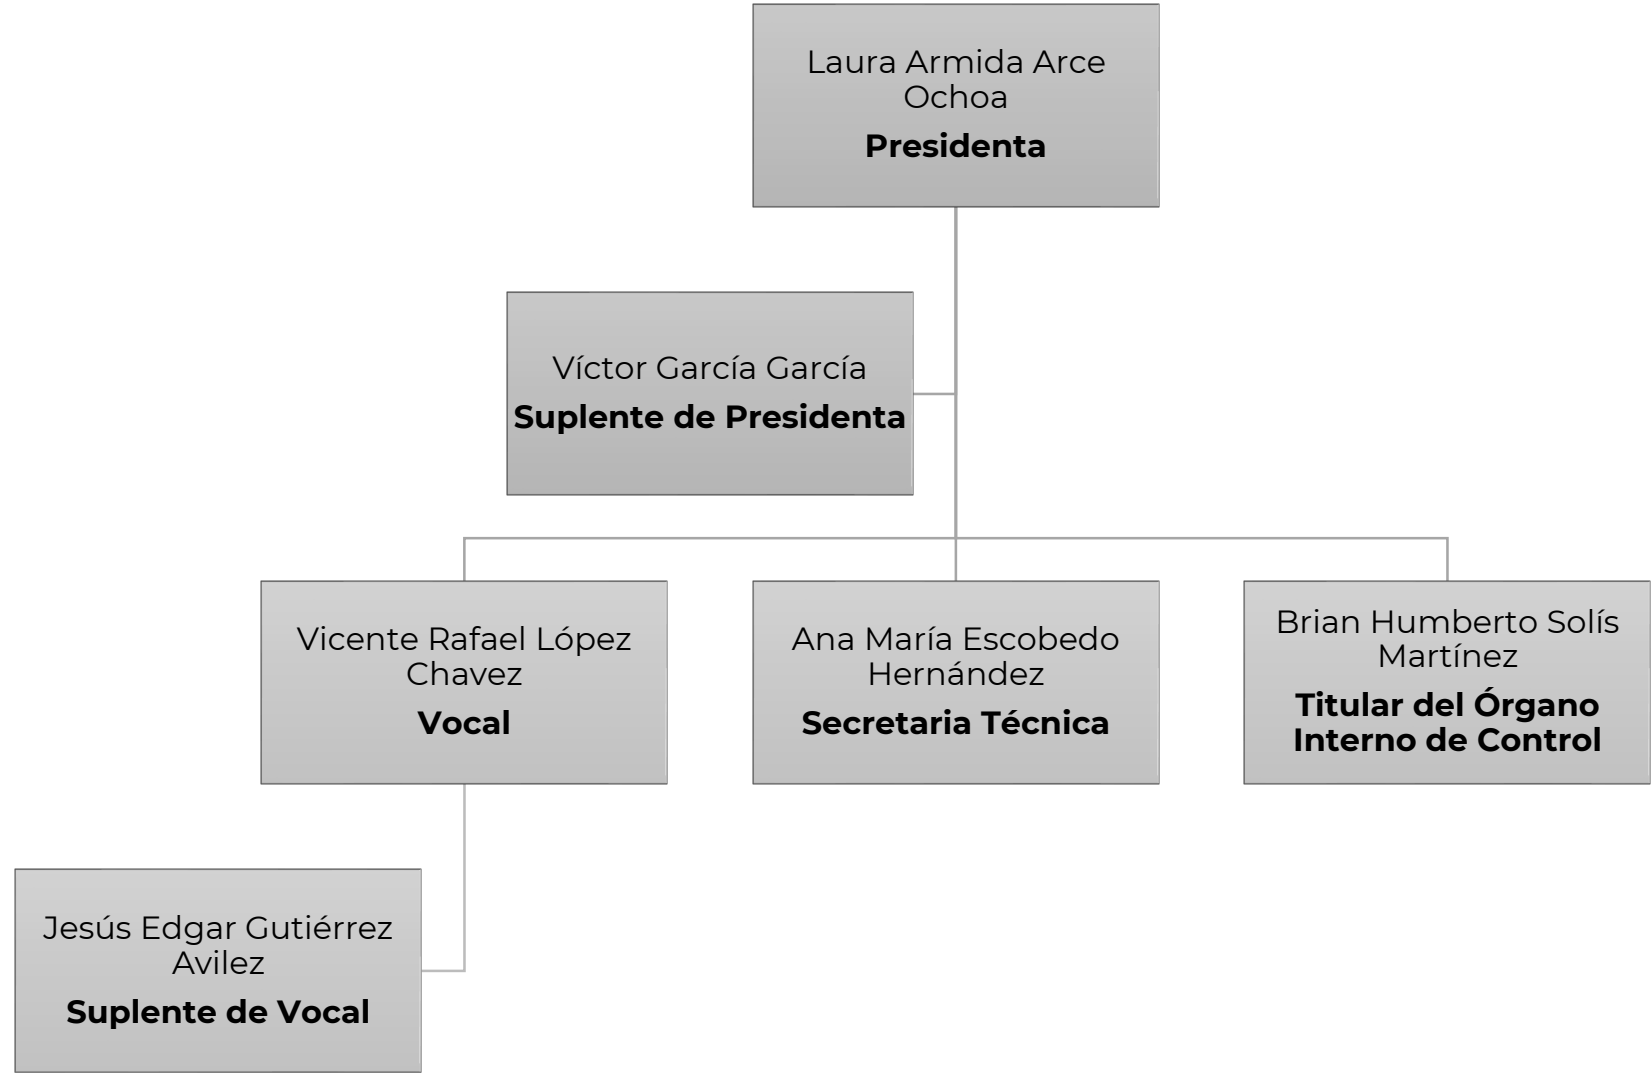 Laura Armida Arce
Ochoa
Presidenta
Víctor García García
Suplente de Presidenta
Vicente Rafael López
Chavez
Vocal
Ana María Escobedo
Hernández
Secretaria Técnica
Brian Humberto Solís
Martínez
Titular del Órgano
Interno de Control
Jesús Edgar Gutiérrez
Avilez
Suplente de Vocal